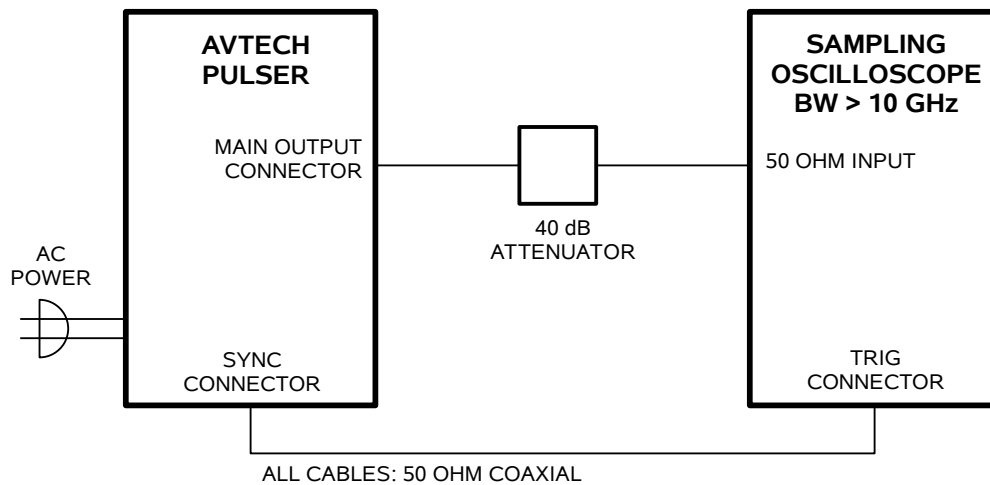 AVTECH
PULSER
SAMPLING
OSCILLOSCOPE
BW > 10 GHz
MAIN OUTPUT
CONNECTOR
50 OHM INPUT
40 dB
ATTENUATOR
AC
POWER
SYNC
CONNECTOR
TRIG
CONNECTOR
ALL CABLES: 50 OHM COAXIAL